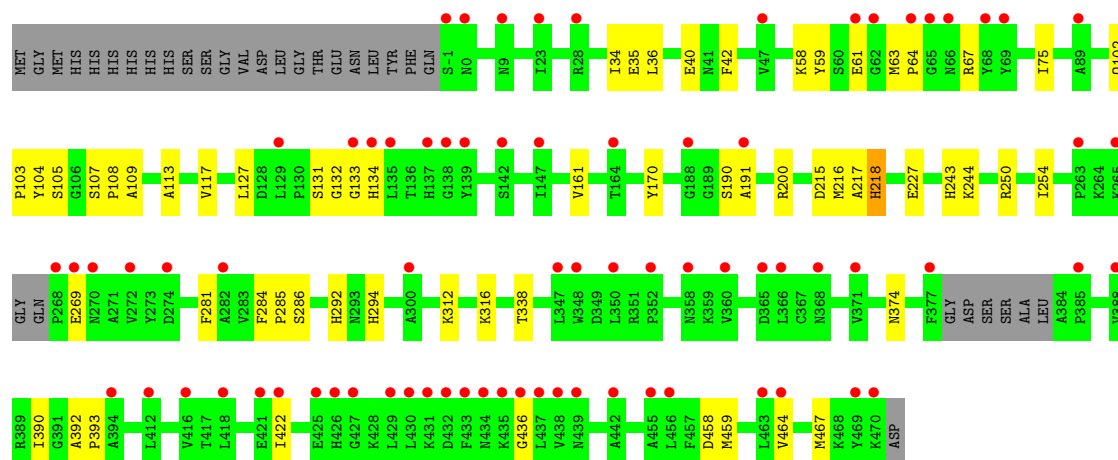 MET GLY MET HIS HIS HIS HIS HIS HIS SER SER GLY VAL ASP LEU GLY THR GLU ASN LEU TYR PHE GLN S-1 N0 N9 I23 R28 I34 E35 L36 E40 N41 F42 V47 K58 Y59 S60 E61 G62 M63 P64 G65 N66 R67 Y68 Y69 I75 A89 Q102
P103 Y104 S105 G106 S107 P108 A109 A113 V117 L127 D128 L129 P130 S131 G132 G133 H134 L135 T136 H137 G138 Y139 S142 I147 V161 T164 Y170 G188 G189 S190 A191 R200 D215 M216 A217 H218 E227 H243 K244 R250 I254 P263 K264 K265
GLY GLN P268 E269 N270 A271 V272 Y273 D274 F281 A282 V283 F284 P285 S286 H292 N293 H294 A300 K312 K316 T338 L347 W348 D349 L350 R351 P352 N358 K359 V360 D365 L366 C367 N368 V371 N374 F377 GLY ASP SER SER ALA LEU A384 P385 V388
R389 I390 G391 A392 P393 A394 L412 V416 T417 L418 E421 I422 E425 H426 G427 K428 L429 L430 K431 D432 F433 N434 K435 G436 L437 V438 N439 A442 A455 L456 F457 D458 M459 L463 V464 M467 K468 Y469 K470 ASP